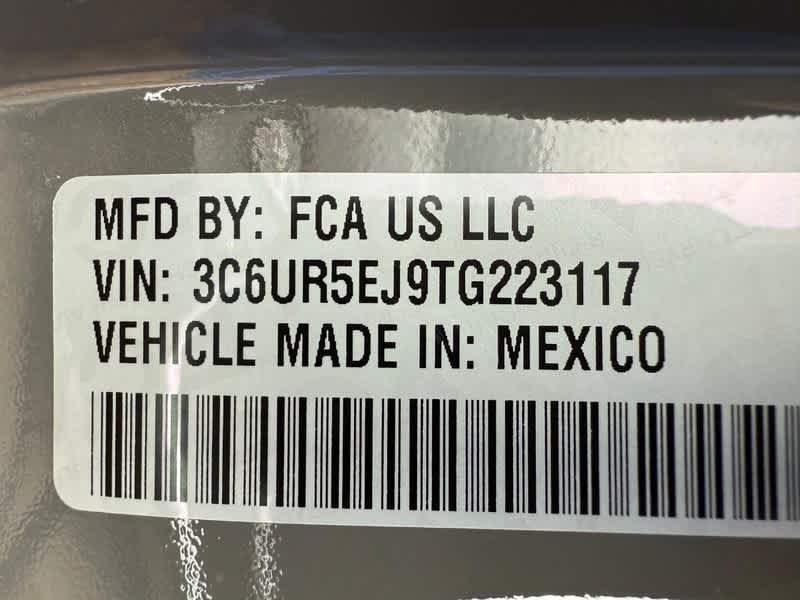 MFD BY: FCA US LLC
VIN: 3C6UR5EJ9TG223117
VEHICLE MADE IN: MEXICO